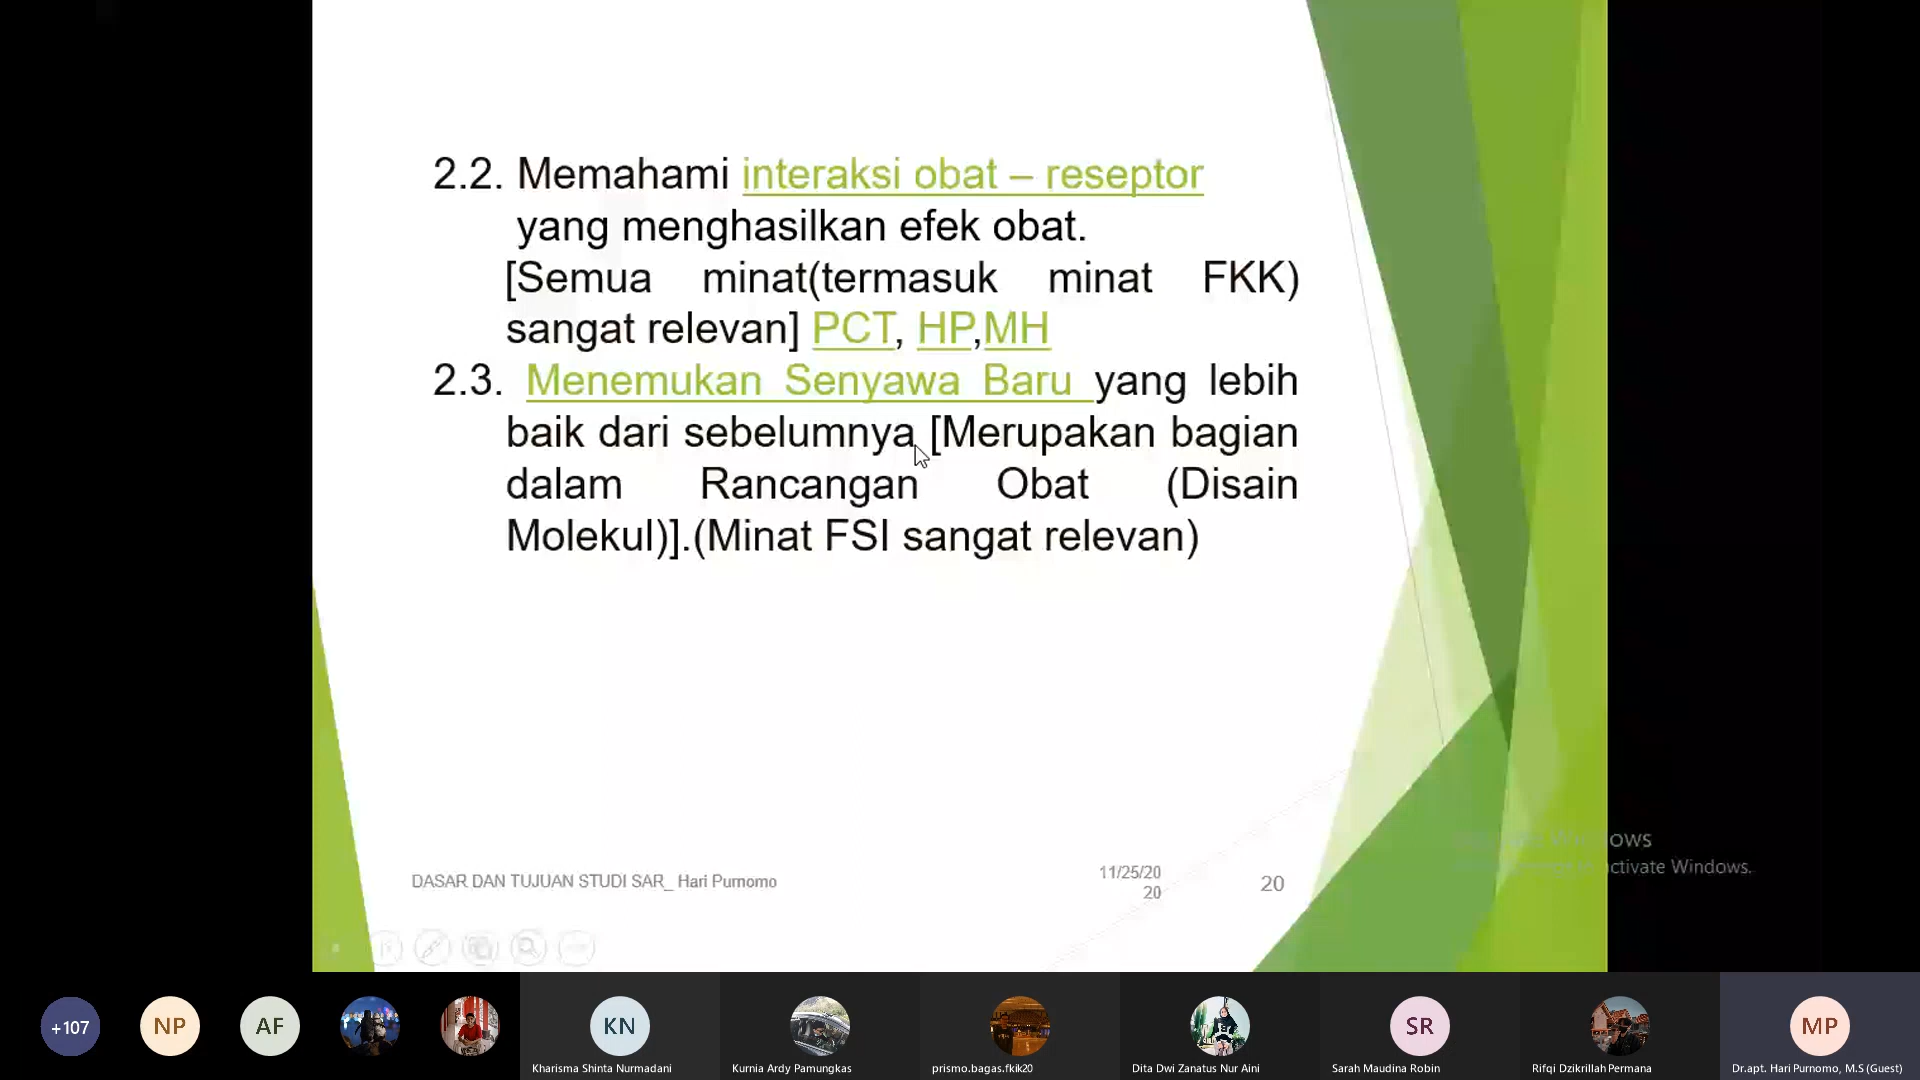 2.2. Memahami interaksi obat – reseptor
yang menghasilkan efek obat.
[Semua minat(termasuk minat FKK)
sangat relevan] PCT, HP,MH
2.3. Menemukan Senyawa Baru yang lebih
baik dari sebelumnya [Merupakan bagian
dalam Rancangan Obat (Disain
Molekul)].(Minat FSI sangat relevan)
DASAR DAN TUJUAN STUDI SAR_ Hari Purnomo
11/25/20
20
20
Windows.
+107
NP
AF
KN
SR
MP
Kharisma Shinta Nurmadani
Kurnia Ardy Pamungkas
prismo.bagas.fkik20
Dita Dwi Zanatus Nur Aini
Sarah Maudina Robin
Rifqi Dzikrillah Permana
Dr.apt. Hari Purnomo, M.S (Guest)